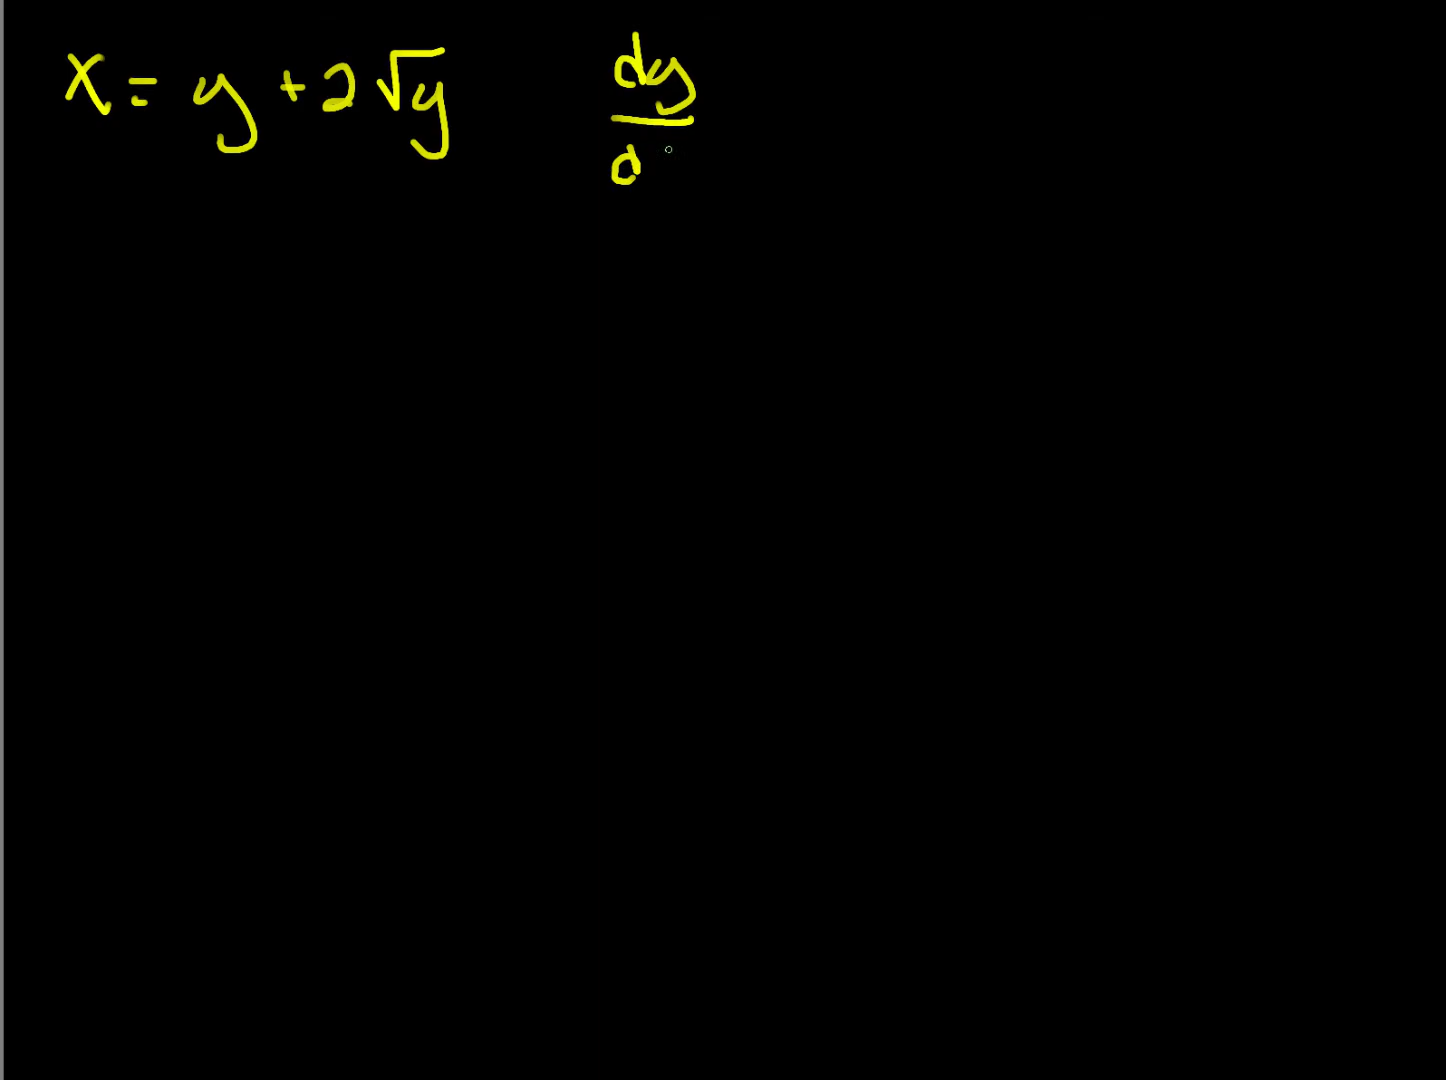 x = y + 2 √y
dy
d